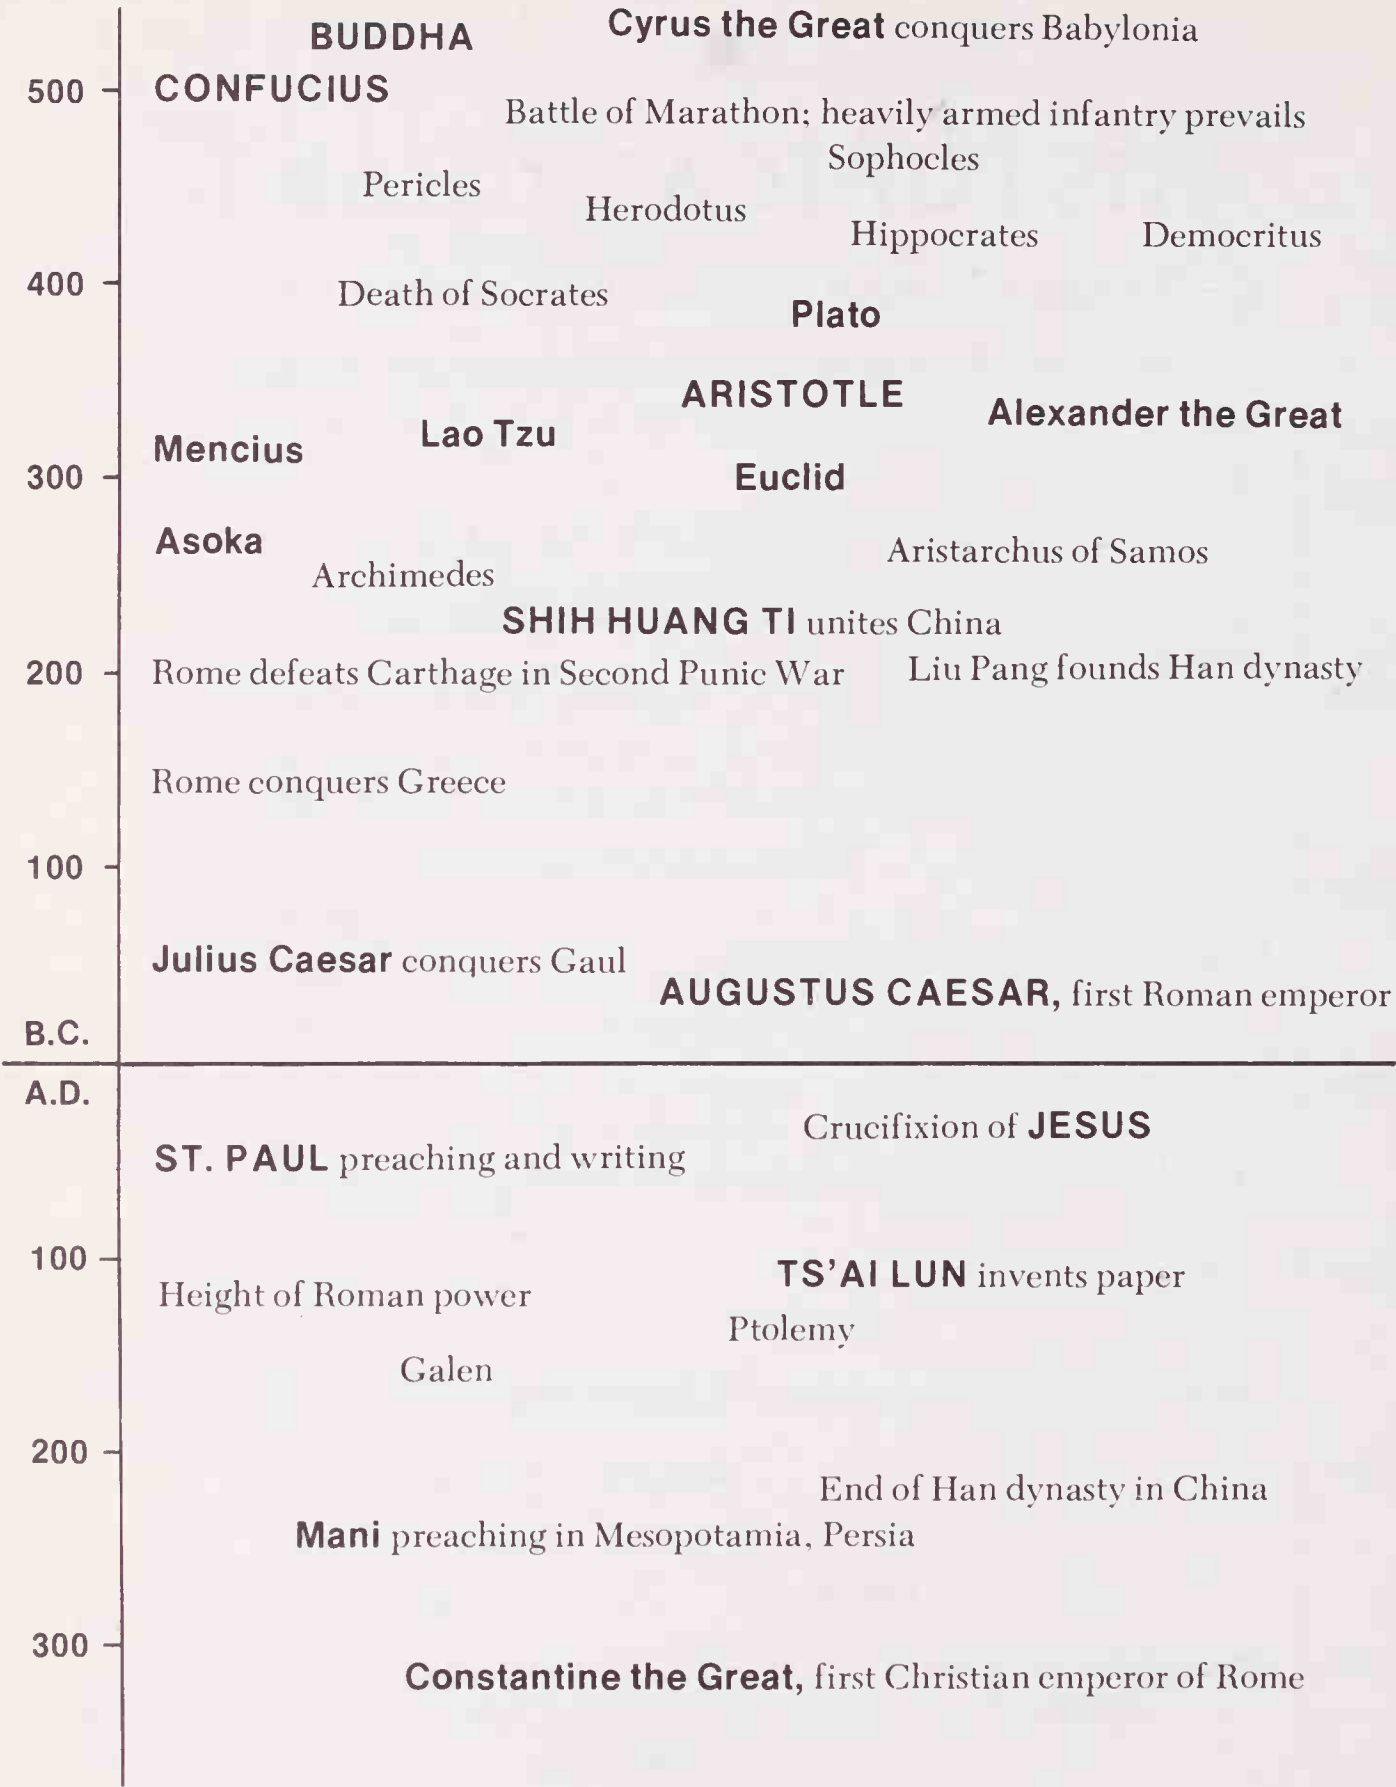 BUDDHA
Cyrus the Great conquers Babylonia
500
CONFUCIUS
Battle of Marathon; heavily armed infantry prevails
Sophocles
Pericles
Herodotus
Hippocrates
Democritus
400
Death of Socrates
Plato
ARISTOTLE
Alexander the Great
Lao Tzu
Mencius
300
Euclid
Asoka
Aristarchus of Samos
Archimedes
SHIH HUANG TI unites China
200
Rome defeats Carthage in Second Punic War
Liu Pang founds Han dynasty
Rome conquers Greece
100
Julius Caesar conquers Gaul
AUGUSTUS CAESAR, first Roman emperor
B.C.
A.D.
Crucifixion of JESUS
ST. PAUL preaching and writing
100
TS'AI LUN invents paper
Height of Roman power
Ptolemy
Galen
200
End of Han dynasty in China
Mani preaching in Mesopotamia, Persia
300
Constantine the Great, first Christian emperor of Rome